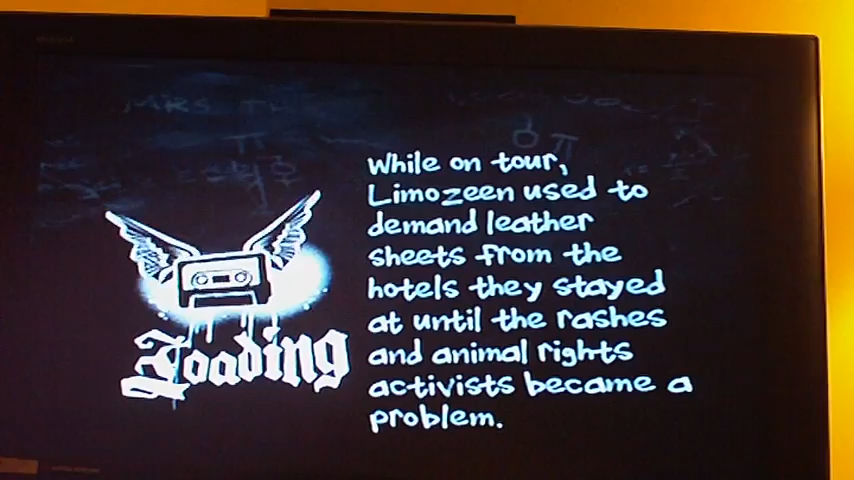 While on tour,
Limozeen used to
demand leather
sheets from the
hotels they stayed
at until the rashes
and animal rights
activists became a
problem.
Loading